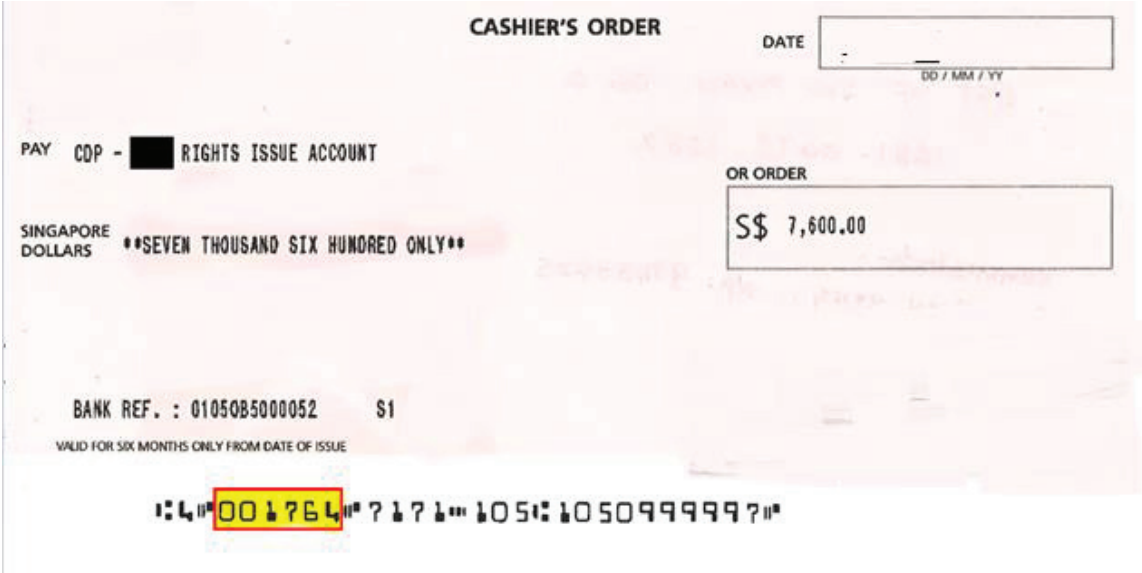 CASHIER'S ORDER
DATE
DD / MM / YY
PAY CDP - RIGHTS ISSUE ACCOUNT
OR ORDER
SINGAPORE DOLLARS **SEVEN THOUSAND SIX HUNDRED ONLY**
S$ 7,600.00
BANK REF. : 01050B5000052 S1
VALID FOR SIX MONTHS ONLY FROM DATE OF ISSUE
⑆4⑈001764⑈7171⑉105⑆1050999997⑈